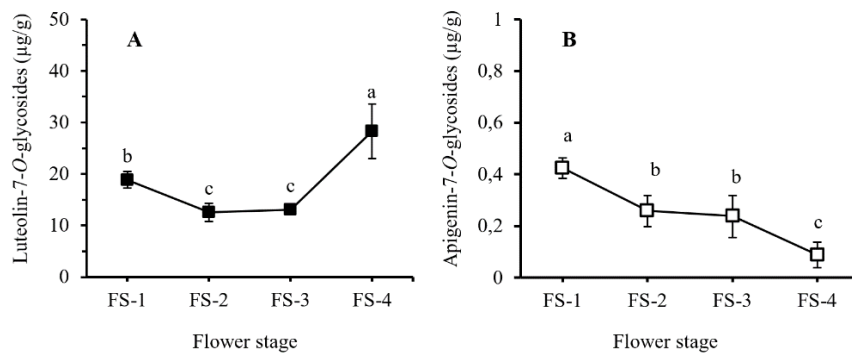 A
Luteolin-7-O-glycosides (µg/g)
50
40
30
20
10
0
b
c
c
a
FS-1 FS-2 FS-3 FS-4
Flower stage
B
Apigenin-7-O-glycosides (µg/g)
1
0,8
0,6
0,4
0,2
0
a
b
b
c
FS-1 FS-2 FS-3 FS-4
Flower stage